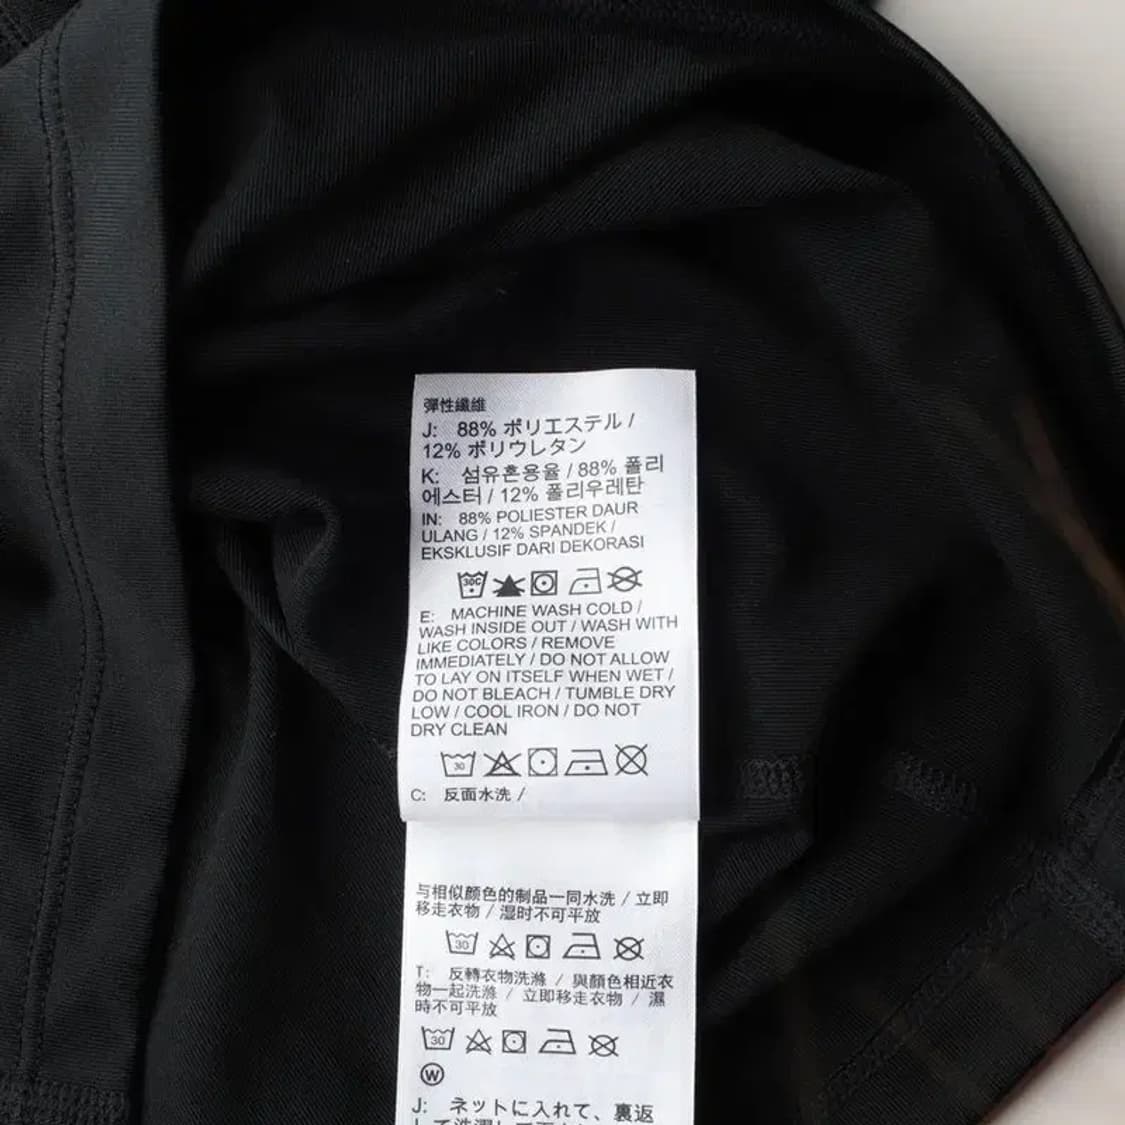 彈性纖維
J: 88% ポリエステル /
12% ポリウレタン
K: 섬유혼용율 / 88% 폴리
에스터 / 12% 폴리우레탄
IN: 88% POLIESTER DAUR
ULANG / 12% SPANDEK /
EKSKLUSIF DARI DEKORASI
30C
E: MACHINE WASH COLD /
WASH INSIDE OUT / WASH WITH
LIKE COLORS / REMOVE
IMMEDIATELY / DO NOT ALLOW
TO LAY ON ITSELF WHEN WET /
DO NOT BLEACH / TUMBLE DRY
LOW / COOL IRON / DO NOT
DRY CLEAN
30
C: 反面水洗 /
与相似颜色的制品一同水洗 / 立即
移走衣物 / 湿时不可平放
30
T: 反轉衣物洗滌 / 與顏色相近衣
物一起洗滌 / 立即移走衣物 / 濕
時不可平放
30
W
J: ネットに入れて、裏返